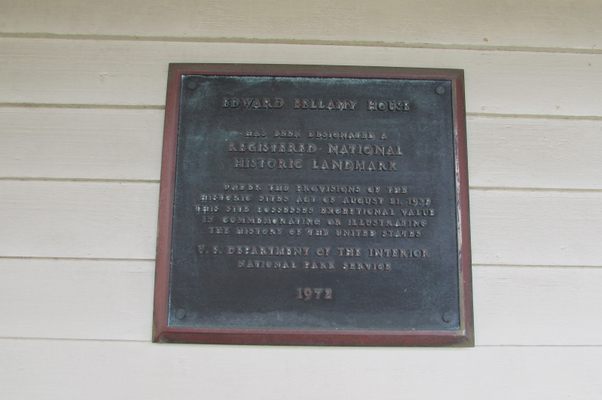 EDWARD BELLAMY HOUSE
HAS BEEN DESIGNATED A
REGISTERED NATIONAL
HISTORIC LANDMARK
UNDER THE PROVISIONS OF THE
HISTORIC SITES ACT OF AUGUST 21, 1935
THIS SITE POSSESSES EXCEPTIONAL VALUE
IN COMMEMORATING OR ILLUSTRATING
THE HISTORY OF THE UNITED STATES
U. S. DEPARTMENT OF THE INTERIOR
NATIONAL PARK SERVICE
1972